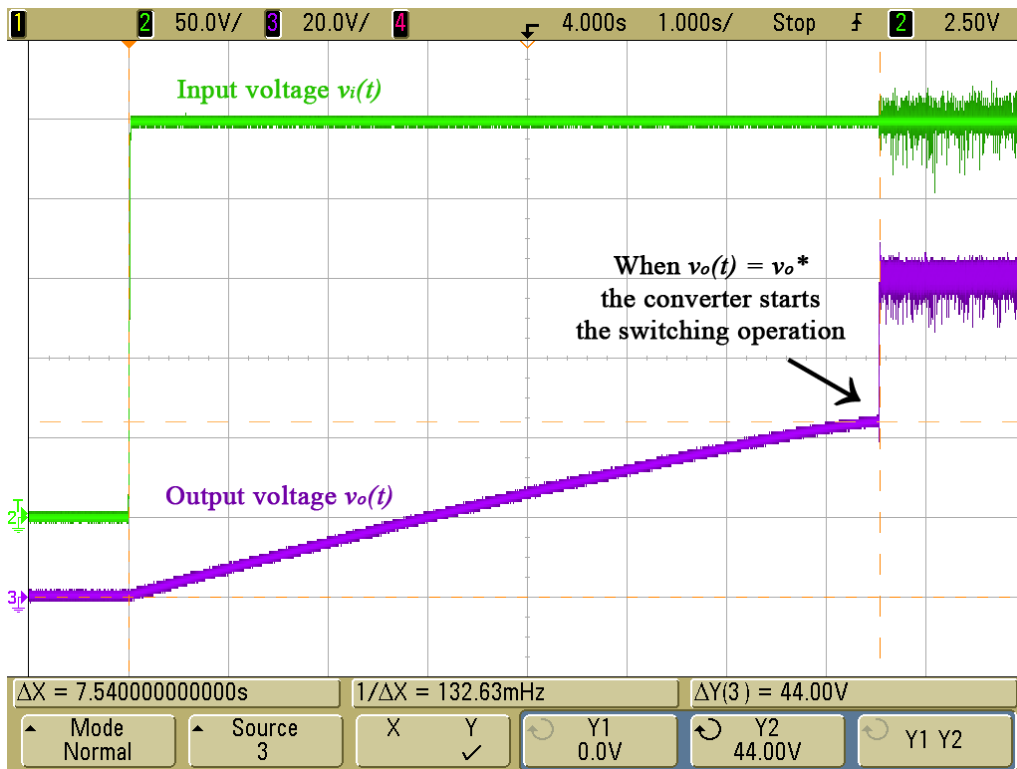 1 2 50.0V/ 3 20.0V/ 4 4.000s 1.000s/ Stop 2 2.50V
Input voltage vi(t)
When vo(t) = vo*
the converter starts
the switching operation
Output voltage vo(t)
2
3
ΔX = 7.540000000000s 1/ΔX = 132.63mHz ΔY(3) = 44.00V
Mode Source X Y Y1 Y2 Y1 Y2
Normal 3 ✓ 0.0V 44.00V